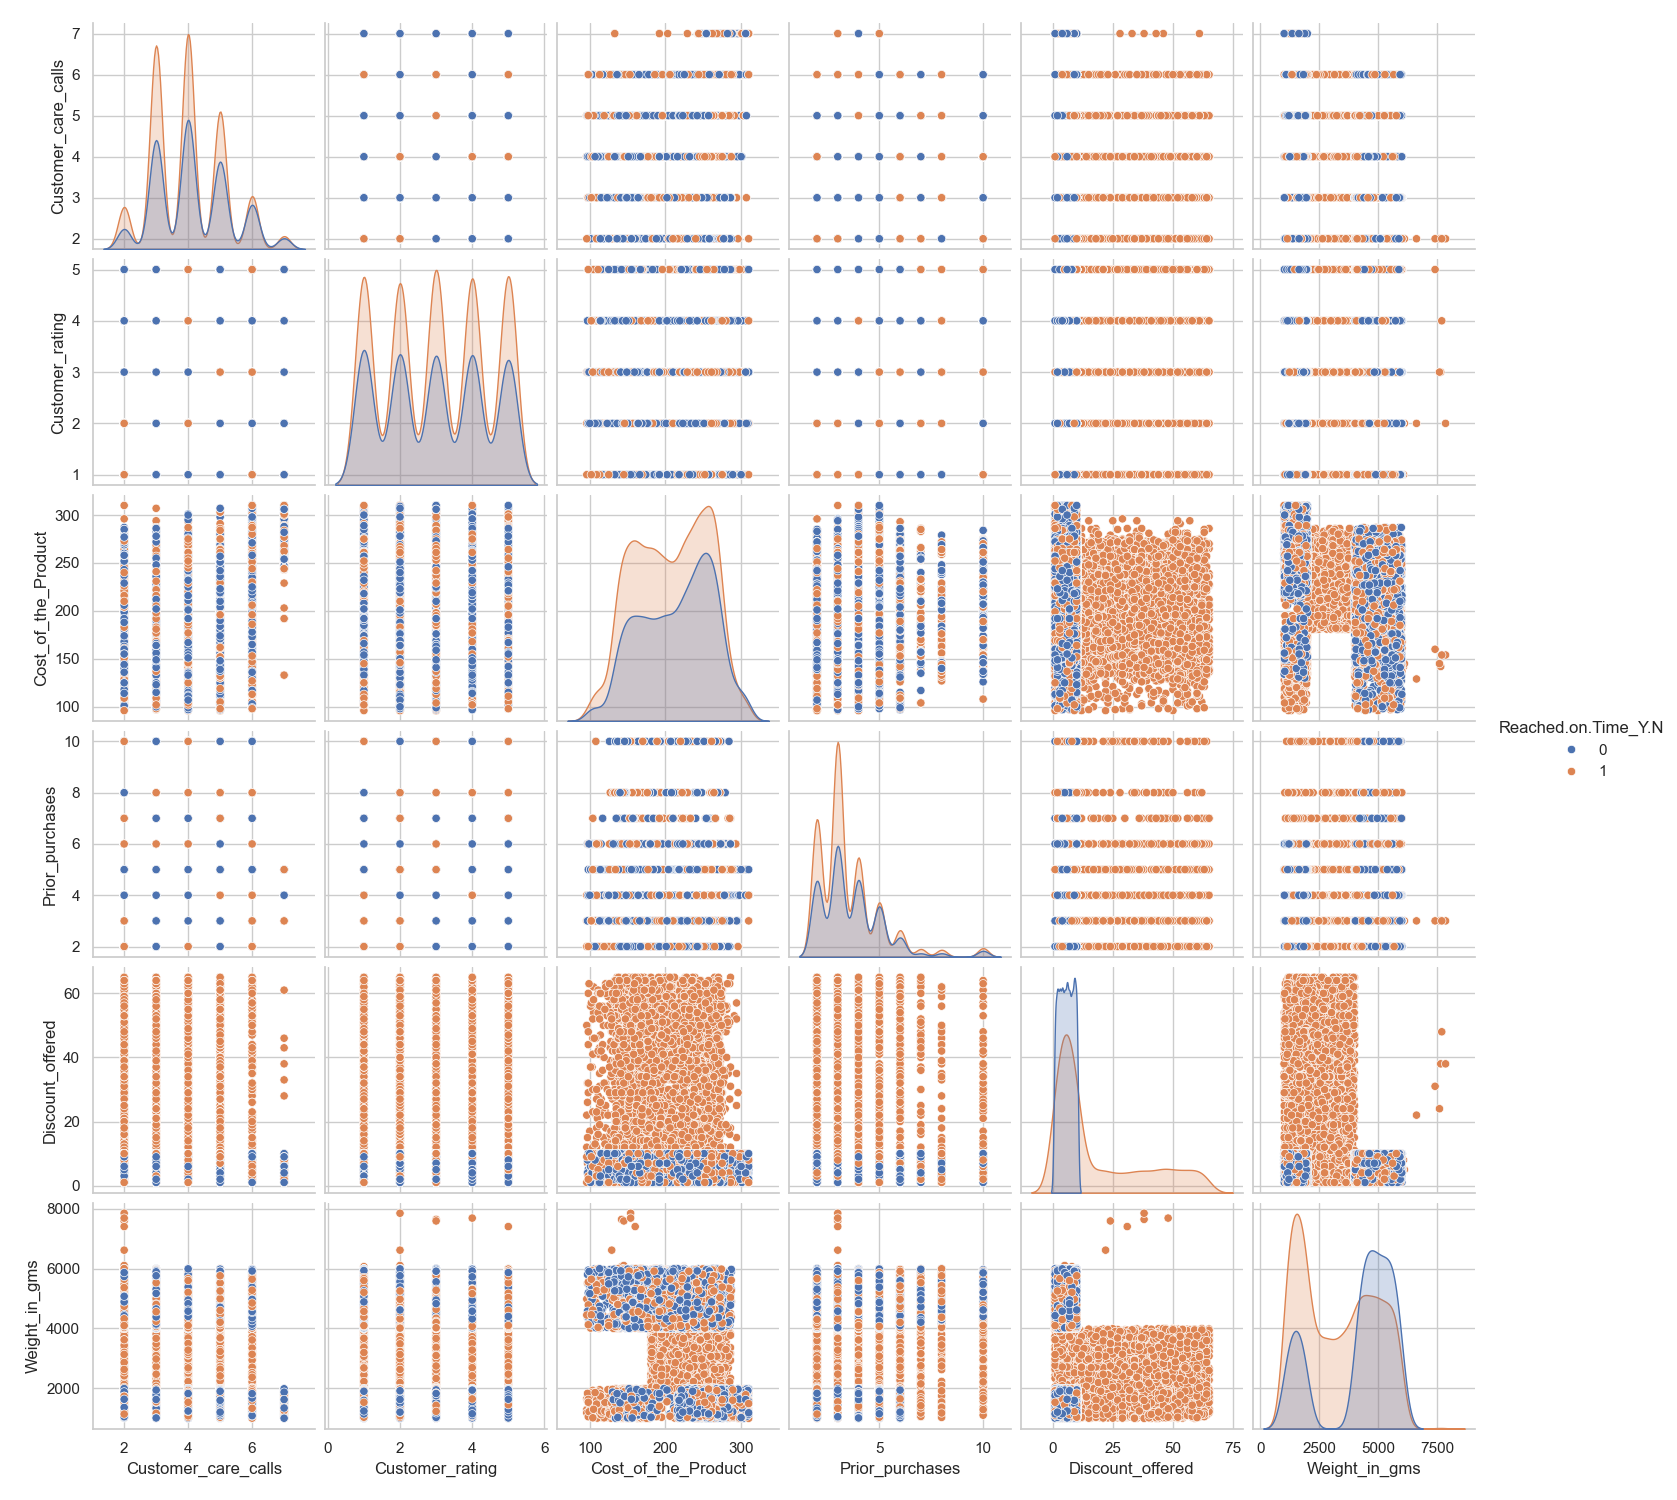 7
6
5
4
3
2
Customer_care_calls
5
4
3
2
1
Customer_rating
300
250
200
150
100
Cost_of_the_Product
10
8
6
4
2
Prior_purchases
60
40
20
0
Discount_offered
8000
6000
4000
2000
Weight_in_gms
2 4 6
0 2 4 6
100 200 300
5 10
0 25 50 75
0 2500 5000 7500
Customer_care_calls
Customer_rating
Cost_of_the_Product
Prior_purchases
Discount_offered
Weight_in_gms
Reached.on.Time_Y.N
0
1